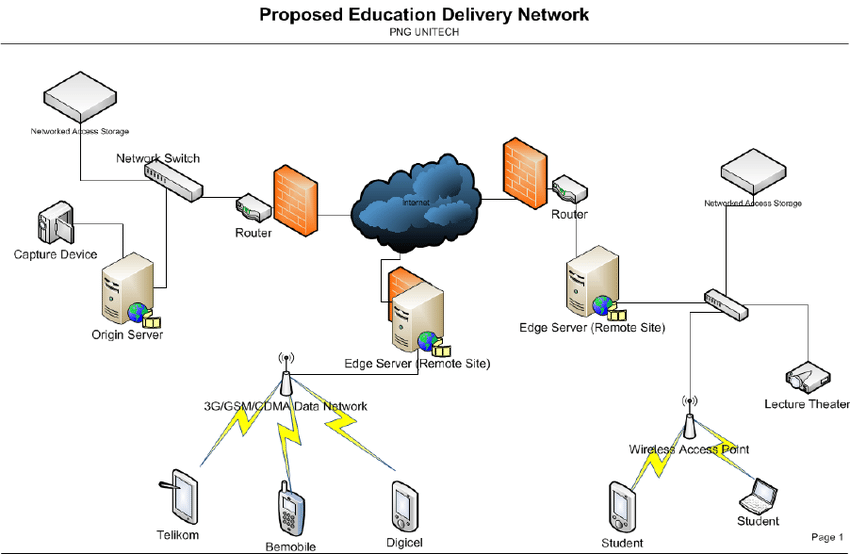 Proposed Education Delivery Network
PNG UNITECH
Networked Access Storage
Network Switch
Internet
Networked Access Storage
Router
Router
Capture Device
Origin Server
Edge Server (Remote Site)
Edge Server (Remote Site)
3G/GSM/CDMA Data Network
Lecture Theater
Wireless Access Point
Telikom
Bemobile
Digicel
Student
Student
Page 1